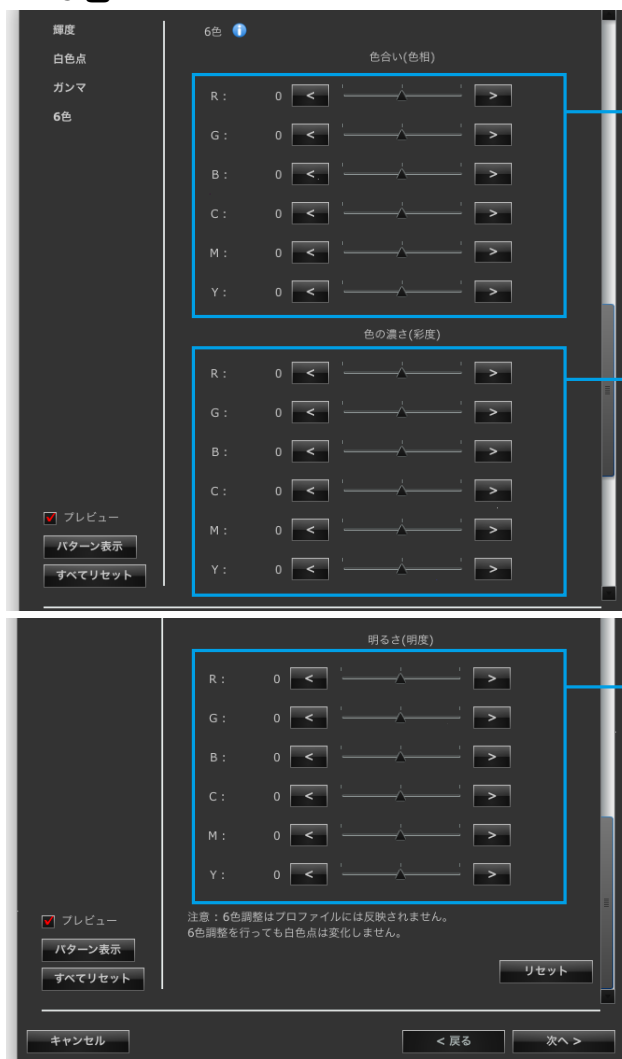 輝度
白色点
ガンマ
6色
6色
色合い(色相)
R : 0 < >
G : 0 < >
B : 0 < >
C : 0 < >
M : 0 < >
Y : 0 < >
色の濃さ(彩度)
R : 0 < >
G : 0 < >
B : 0 < >
C : 0 < >
M : 0 < >
Y : 0 < >
プレビュー
パターン表示
すべてリセット
明るさ(明度)
R : 0 < >
G : 0 < >
B : 0 < >
C : 0 < >
M : 0 < >
Y : 0 < >
注意：6色調整はプロファイルには反映されません。
6色調整を行っても白色点は変化しません。
プレビュー
パターン表示
すべてリセット
リセット
キャンセル
< 戻る
次へ >